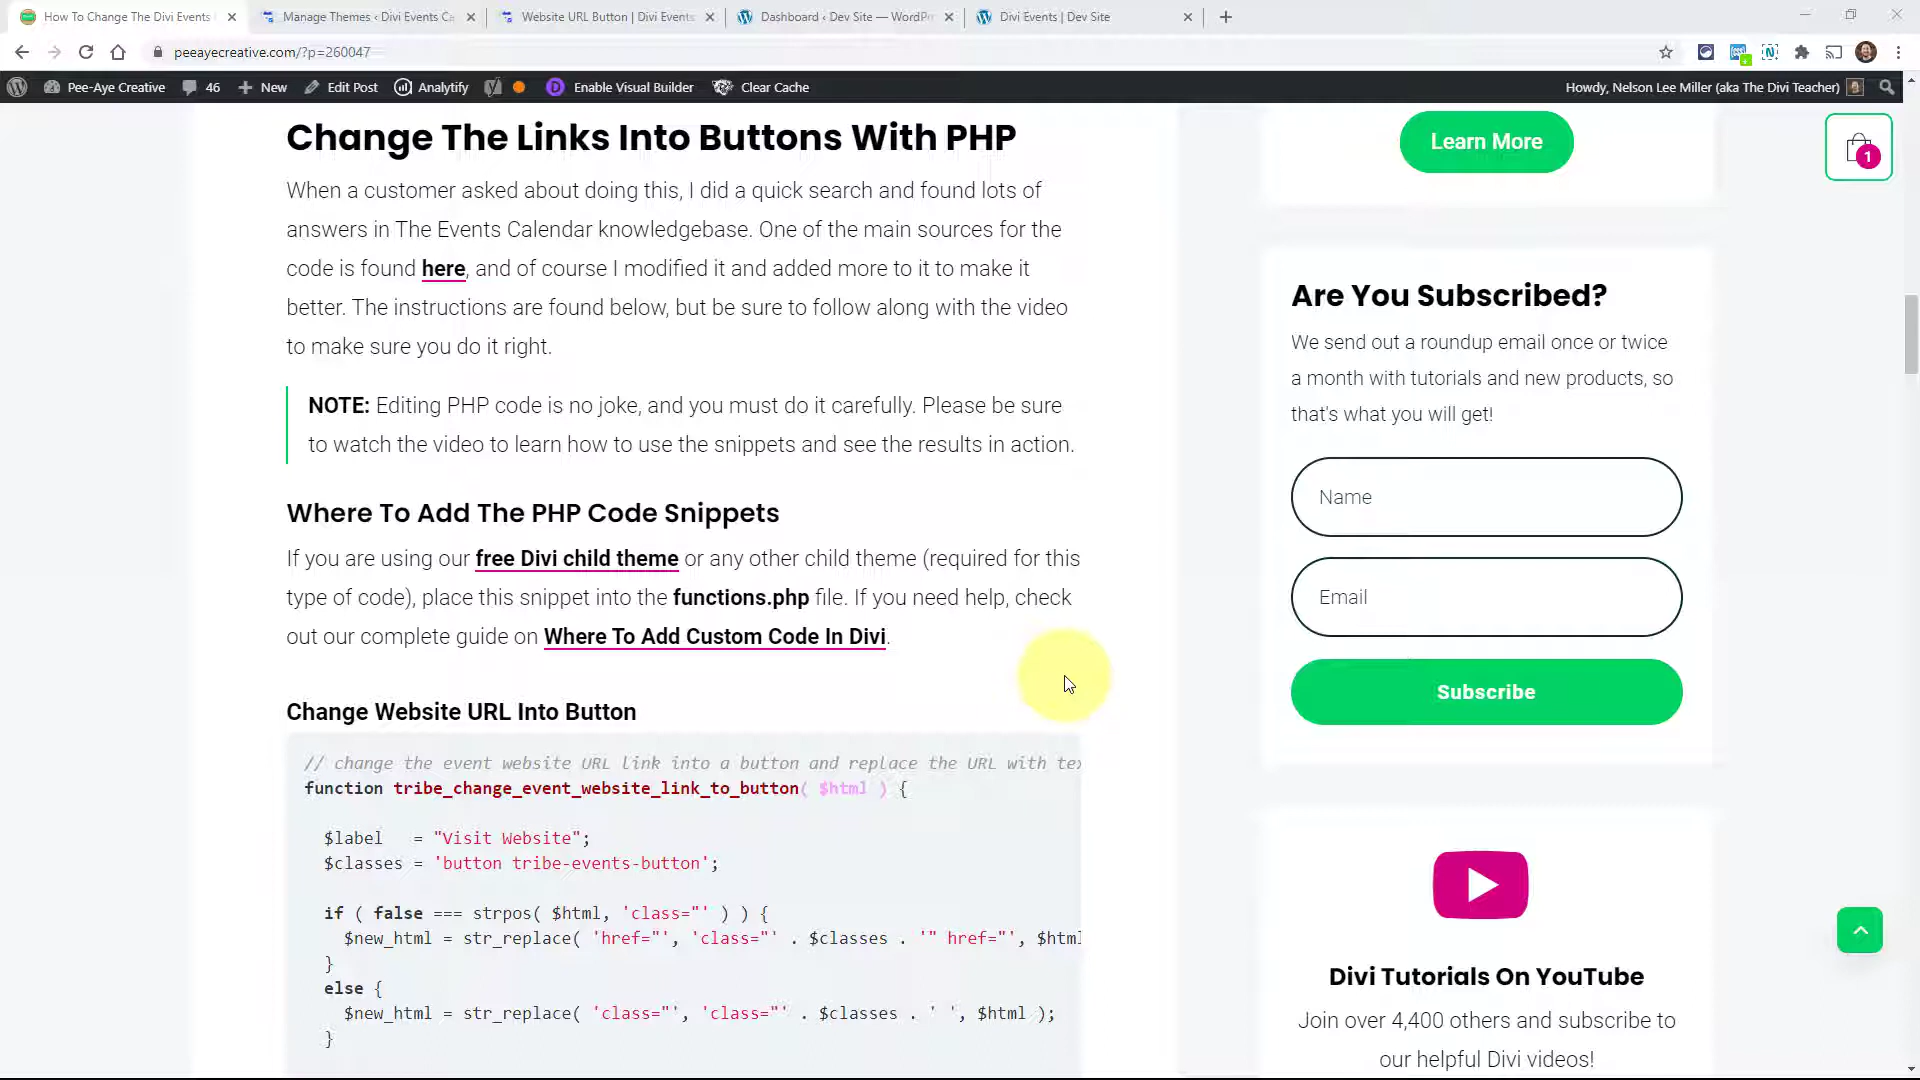 How To Change The Divi Events
Manage Themes ‹ Divi Events Ca
Website URL Button | Divi Events
Dashboard ‹ Dev Site — WordPr
Divi Events | Dev Site
peeayecreative.com/?p=260047
Pee-Aye Creative
46
New
Edit Post
Analytify
Enable Visual Builder
Clear Cache
Howdy, Nelson Lee Miller (aka The Divi Teacher)
Change The Links Into Buttons With PHP
When a customer asked about doing this, I did a quick search and found lots of
answers in The Events Calendar knowledgebase. One of the main sources for the
code is found here, and of course I modified it and added more to it to make it
better. The instructions are found below, but be sure to follow along with the video
to make sure you do it right.
NOTE: Editing PHP code is no joke, and you must do it carefully. Please be sure
to watch the video to learn how to use the snippets and see the results in action.
Where To Add The PHP Code Snippets
If you are using our free Divi child theme or any other child theme (required for this
type of code), place this snippet into the functions.php file. If you need help, check
out our complete guide on Where To Add Custom Code In Divi.
Change Website URL Into Button
// change the event website URL link into a button and replace the URL with tex
function tribe_change_event_website_link_to_button( $html ) {
$label   = "Visit Website";
$classes = 'button tribe-events-button';
if ( false === strpos( $html, 'class="' ) ) {
$new_html = str_replace( 'href="', 'class="' . $classes . '" href="', $html
}
else {
$new_html = str_replace( 'class="', 'class="' . $classes . ' ', $html );
}
Learn More
1
Are You Subscribed?
We send out a roundup email once or twice
a month with tutorials and new products, so
that's what you will get!
Name
Email
Subscribe
Divi Tutorials On YouTube
Join over 4,400 others and subscribe to
our helpful Divi videos!